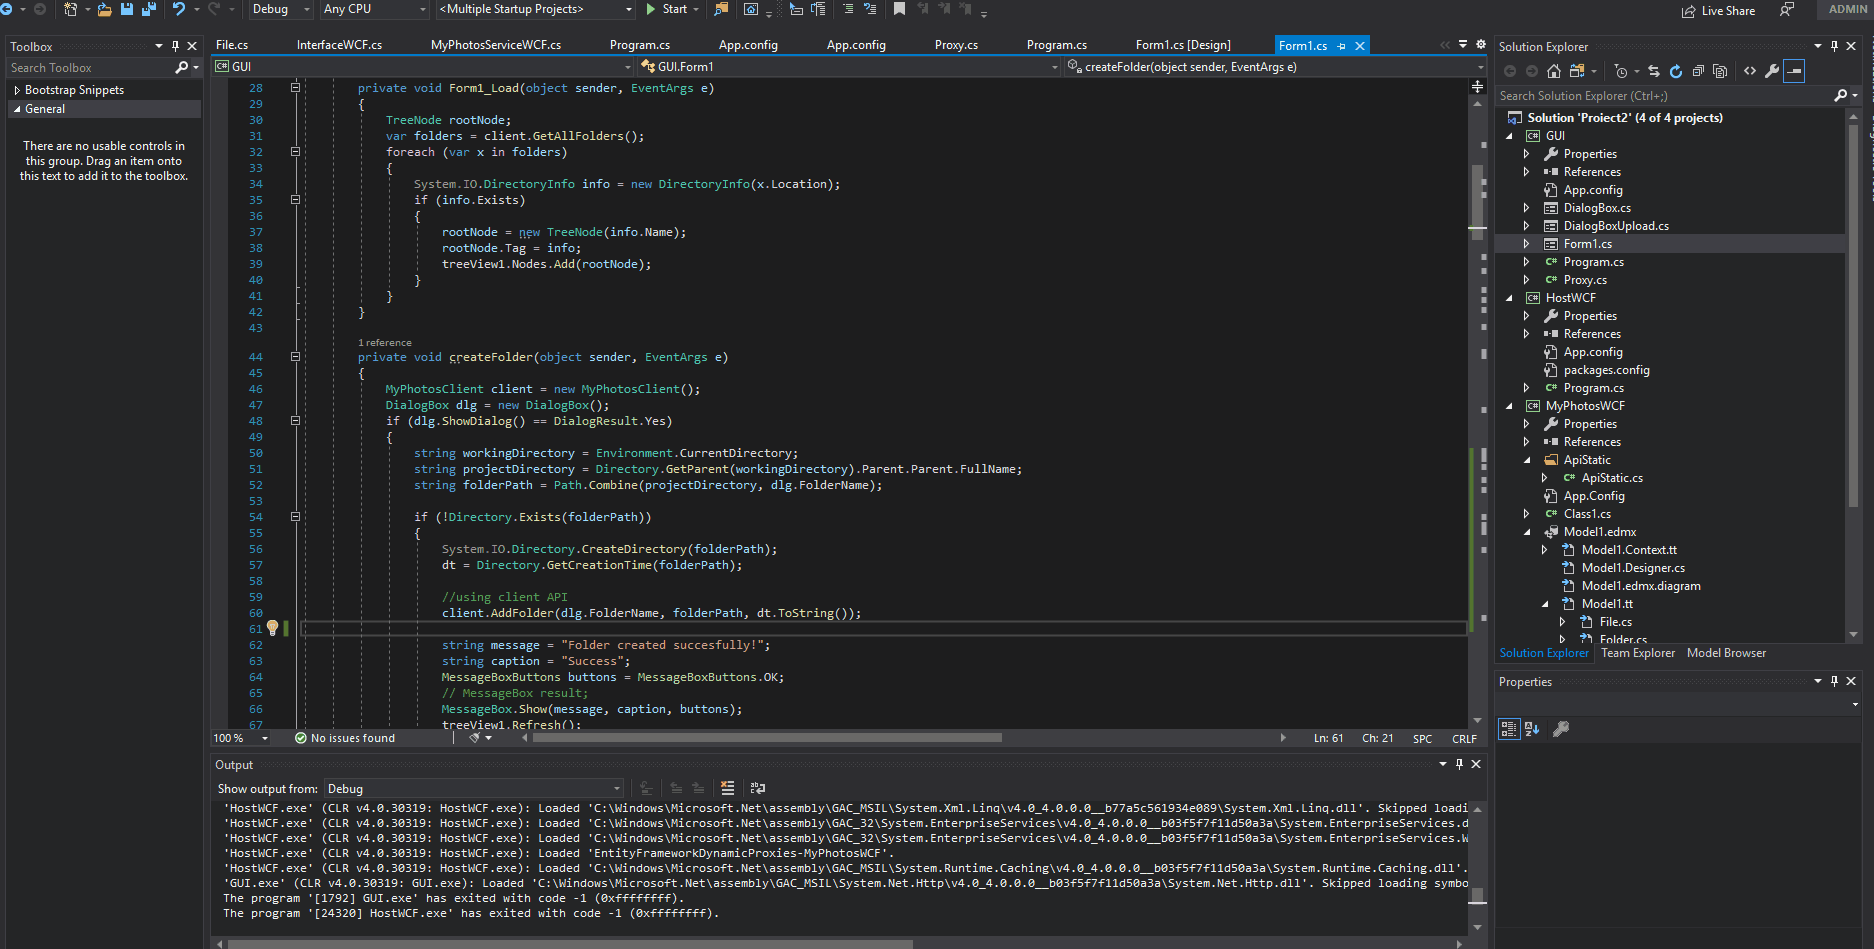 Debug
Any CPU
<Multiple Startup Projects>
Start
Live Share
ADMIN
Toolbox
Search Toolbox
Bootstrap Snippets
General
There are no usable controls in
this group. Drag an item onto
this text to add it to the toolbox.
File.cs InterfaceWCF.cs MyPhotosServiceWCF.cs Program.cs App.config App.config Proxy.cs Program.cs Form1.cs [Design] Form1.cs
GUI GUI.Form1 createFolder(object sender, EventArgs e)
28 private void Form1_Load(object sender, EventArgs e)
29 {
30 TreeNode rootNode;
31 var folders = client.GetAllFolders();
32 foreach (var x in folders)
33 {
34 System.IO.DirectoryInfo info = new DirectoryInfo(x.Location);
35 if (info.Exists)
36 {
37 rootNode = new TreeNode(info.Name);
38 rootNode.Tag = info;
39 treeView1.Nodes.Add(rootNode);
40 }
41 }
42 }
43
1 reference
44 private void createFolder(object sender, EventArgs e)
45 {
46 MyPhotosClient client = new MyPhotosClient();
47 DialogBox dlg = new DialogBox();
48 if (dlg.ShowDialog() == DialogResult.Yes)
49 {
50 string workingDirectory = Environment.CurrentDirectory;
51 string projectDirectory = Directory.GetParent(workingDirectory).Parent.Parent.FullName;
52 string folderPath = Path.Combine(projectDirectory, dlg.FolderName);
53
54 if (!Directory.Exists(folderPath))
55 {
56 System.IO.Directory.CreateDirectory(folderPath);
57 dt = Directory.GetCreationTime(folderPath);
58
59 //using client API
60 client.AddFolder(dlg.FolderName, folderPath, dt.ToString());
61
62 string message = "Folder created succesfully!";
63 string caption = "Success";
64 MessageBoxButtons buttons = MessageBoxButtons.OK;
65 // MessageBox result;
66 MessageBox.Show(message, caption, buttons);
67 treeView1.Refresh();
100 % No issues found Ln: 61 Ch: 21 SPC CRLF
Output
Show output from: Debug
'HostWCF.exe' (CLR v4.0.30319: HostWCF.exe): Loaded 'C:\Windows\Microsoft.Net\assembly\GAC_MSIL\System.Xml.Linq\v4.0_4.0.0.0__b77a5c561934e089\System.Xml.Linq.dll'. Skipped loadi
'HostWCF.exe' (CLR v4.0.30319: HostWCF.exe): Loaded 'C:\Windows\Microsoft.Net\assembly\GAC_32\System.EnterpriseServices\v4.0_4.0.0.0__b03f5f7f11d50a3a\System.EnterpriseServices.d
'HostWCF.exe' (CLR v4.0.30319: HostWCF.exe): Loaded 'C:\Windows\Microsoft.Net\assembly\GAC_32\System.EnterpriseServices\v4.0_4.0.0.0__b03f5f7f11d50a3a\System.EnterpriseServices.W
'HostWCF.exe' (CLR v4.0.30319: HostWCF.exe): Loaded 'EntityFrameworkDynamicProxies-MyPhotosWCF'.
'HostWCF.exe' (CLR v4.0.30319: HostWCF.exe): Loaded 'C:\Windows\Microsoft.Net\assembly\GAC_MSIL\System.Runtime.Caching\v4.0_4.0.0.0__b03f5f7f11d50a3a\System.Runtime.Caching.dll'.
'GUI.exe' (CLR v4.0.30319: GUI.exe): Loaded 'C:\Windows\Microsoft.Net\assembly\GAC_MSIL\System.Net.Http\v4.0_4.0.0.0__b03f5f7f11d50a3a\System.Net.Http.dll'. Skipped loading symbo
The program '[1792] GUI.exe' has exited with code -1 (0xffffffff).
The program '[24320] HostWCF.exe' has exited with code -1 (0xffffffff).
Solution Explorer
Search Solution Explorer (Ctrl+;)
Solution 'Proiect2' (4 of 4 projects)
GUI
Properties
References
App.config
DialogBox.cs
DialogBoxUpload.cs
Form1.cs
Program.cs
Proxy.cs
HostWCF
Properties
References
App.config
packages.config
Program.cs
MyPhotosWCF
Properties
References
ApiStatic
ApiStatic.cs
App.Config
Class1.cs
Model1.edmx
Model1.Context.tt
Model1.Designer.cs
Model1.edmx.diagram
Model1.tt
File.cs
Folder.cs
Solution Explorer Team Explorer Model Browser
Properties